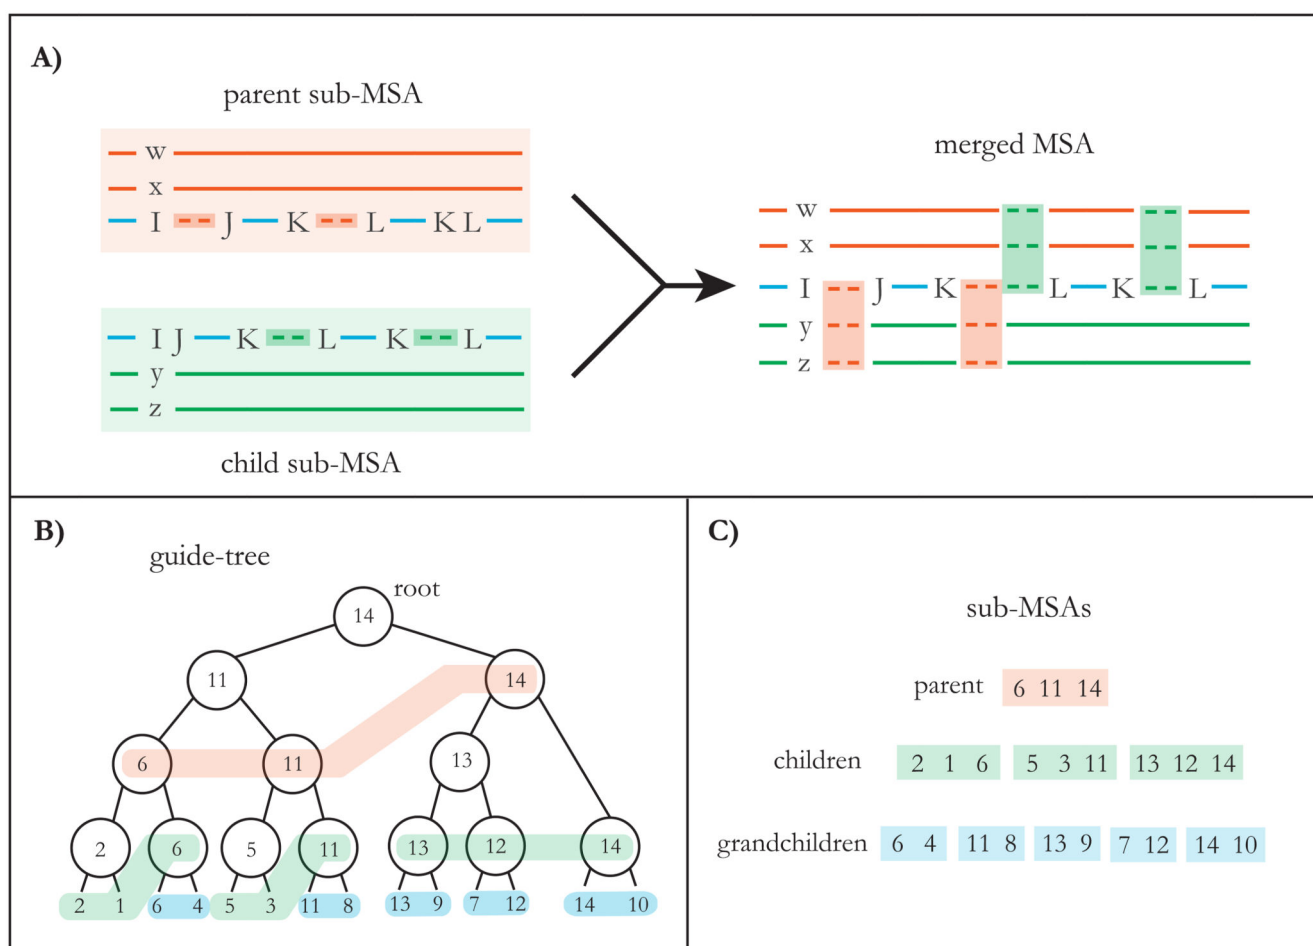 A)
parent sub-MSA
w
x
I J K L K L
I J K L K L
y
z
child sub-MSA
merged MSA
w
x
I J K L K L
y
z
B)
guide-tree
root
14
11
14
6
11
13
2
6
5
11
13
12
14
2 1 6 4 5 3 11 8 13 9 7 12 14 10
C)
sub-MSAs
parent 6 11 14
children 2 1 6 5 3 11 13 12 14
grandchildren 6 4 11 8 13 9 7 12 14 10